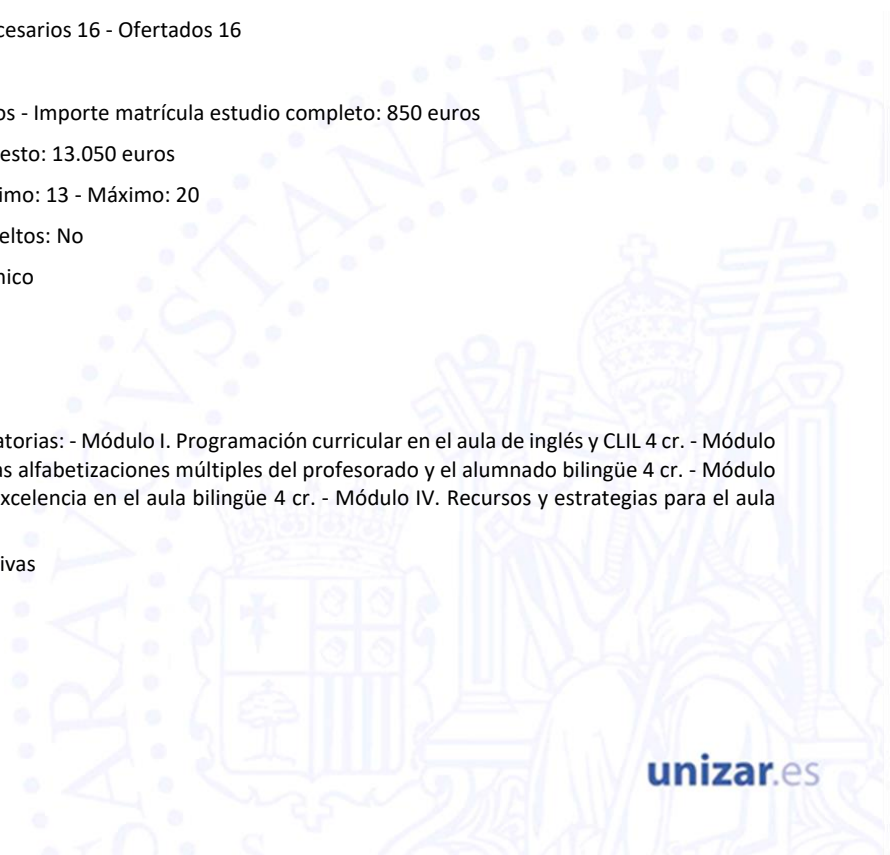 cesarios 16 - Ofertados 16
os - Importe matrícula estudio completo: 850 euros
esto: 13.050 euros
imo: 13 - Máximo: 20
eltos: No
nico
atorias: - Módulo I. Programación curricular en el aula de inglés y CLIL 4 cr. - Módulo
as alfabetizaciones múltiples del profesorado y el alumnado bilingüe 4 cr. - Módulo
xcelencia en el aula bilingüe 4 cr. - Módulo IV. Recursos y estrategias para el aula
ivas
unizar.es